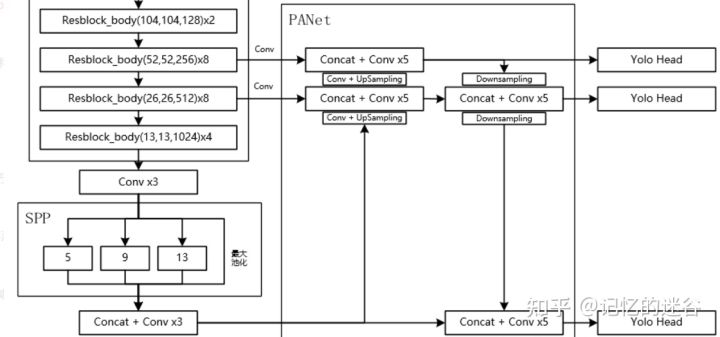 PANet
Resblock_body(104,104,128)x2
Resblock_body(52,52,256)x8
Conv
Concat + Conv x5
Yolo Head
Conv + UpSampling
Downsampling
Resblock_body(26,26,512)x8
Conv
Concat + Conv x5
Concat + Conv x5
Yolo Head
Conv + UpSampling
Downsampling
Resblock_body(13,13,1024)x4
Conv x3
SPP
5
9
13
最大
池化
Concat + Conv x3
Concat + Conv x5
Yolo Head
知乎 @记忆的迷谷